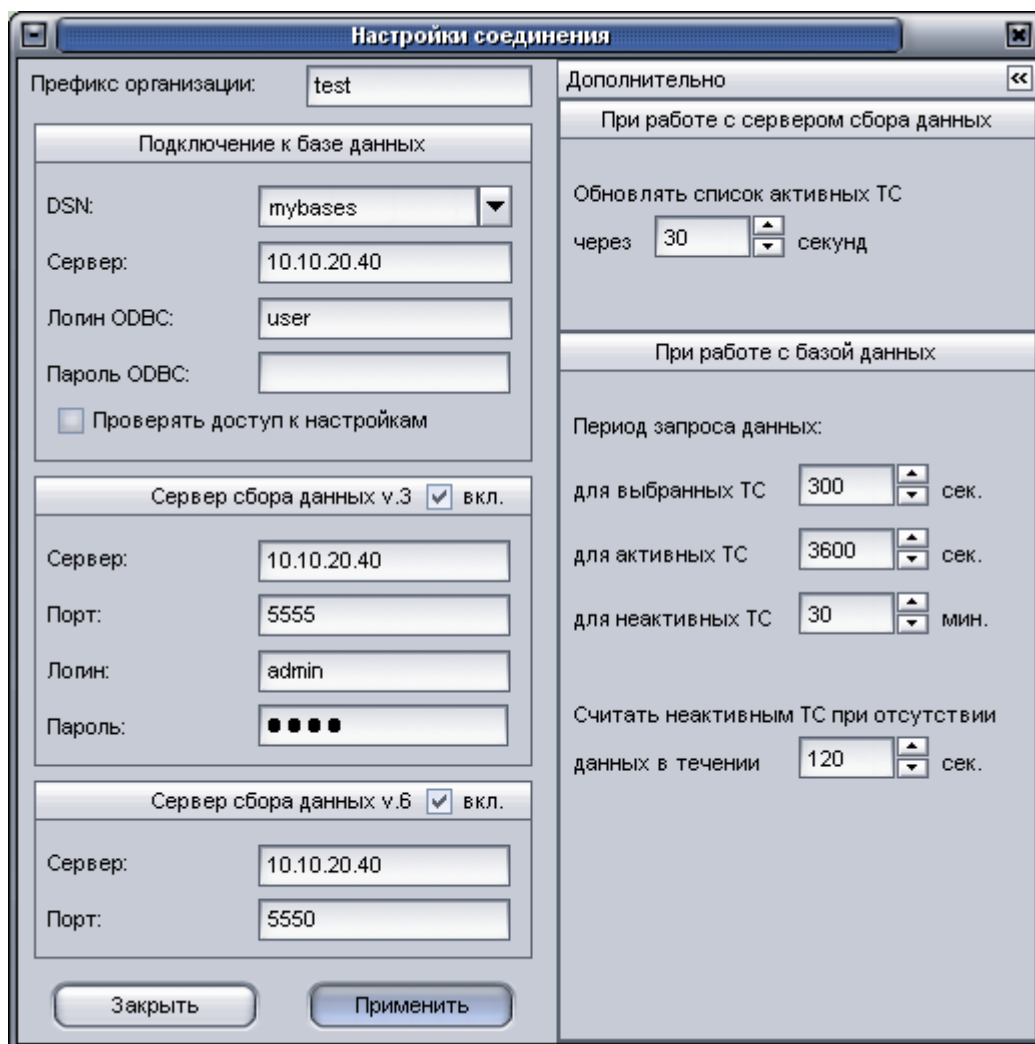 Настройки соединения
Префикс организации: test
Подключение к базе данных
DSN: mybases
Сервер: 10.10.20.40
Логин ODBC: user
Пароль ODBC:
Проверять доступ к настройкам
Сервер сбора данных v.3 вкл.
Сервер: 10.10.20.40
Порт: 5555
Логин: admin
Пароль: ●●●●
Сервер сбора данных v.6 вкл.
Сервер: 10.10.20.40
Порт: 5550
Закрыть Применить
Дополнительно <<
При работе с сервером сбора данных
Обновлять список активных ТС
через 30 секунд
При работе с базой данных
Период запроса данных:
для выбранных ТС 300 сек.
для активных ТС 3600 сек.
для неактивных ТС 30 мин.
Считать неактивным ТС при отсутствии
данных в течении 120 сек.